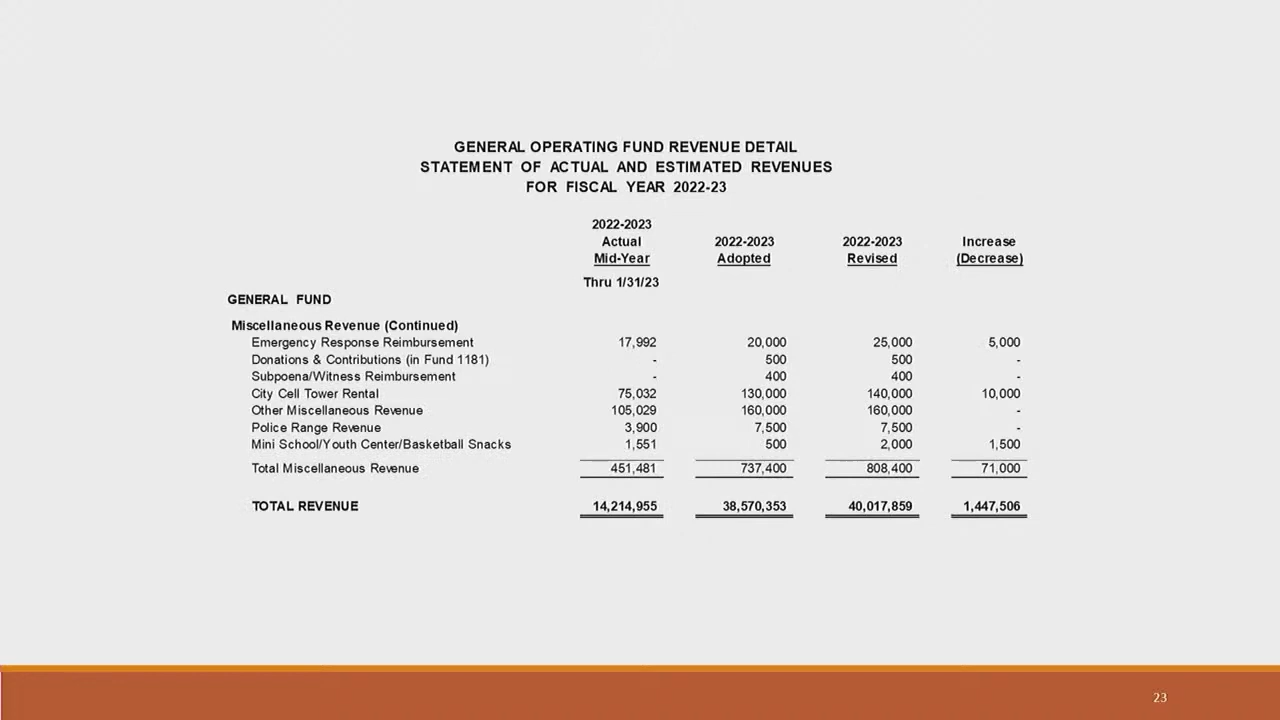 GENERAL OPERATING FUND REVENUE DETAIL
STATEMENT OF ACTUAL AND ESTIMATED REVENUES
FOR FISCAL YEAR 2022-23
2022-2023
Actual 2022-2023 2022-2023 Increase
Mid-Year Adopted Revised (Decrease)
Thru 1/31/23
GENERAL FUND
Miscellaneous Revenue (Continued)
Emergency Response Reimbursement 17,992 20,000 25,000 5,000
Donations & Contributions (in Fund 1181) - 500 500 -
Subpoena/Witness Reimbursement - 400 400 -
City Cell Tower Rental 75,032 130,000 140,000 10,000
Other Miscellaneous Revenue 105,029 160,000 160,000 -
Police Range Revenue 3,900 7,500 7,500 -
Mini School/Youth Center/Basketball Snacks 1,551 500 2,000 1,500
Total Miscellaneous Revenue 451,481 737,400 808,400 71,000
TOTAL REVENUE 14,214,955 38,570,353 40,017,859 1,447,506
23